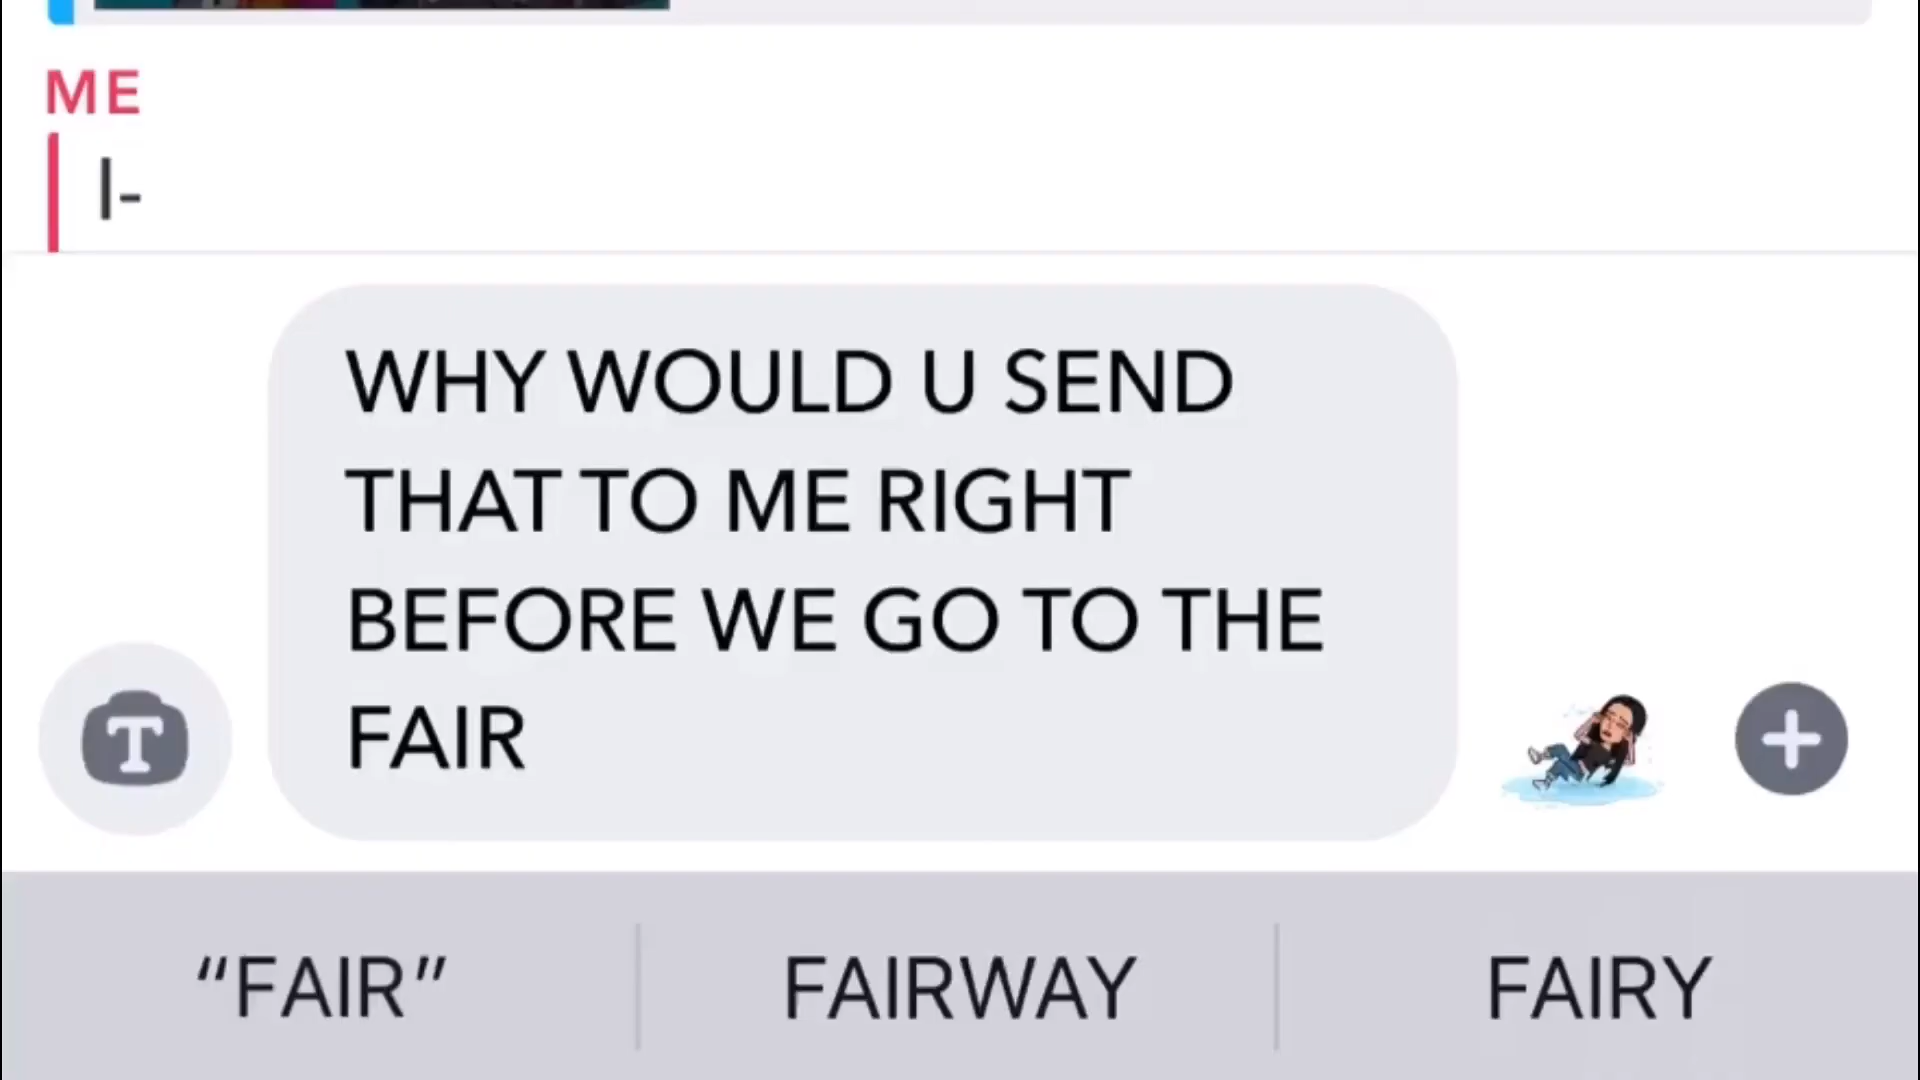 ME
I-
WHY WOULD U SEND
THAT TO ME RIGHT
BEFORE WE GO TO THE
FAIR
T
“FAIR” FAIRWAY FAIRY